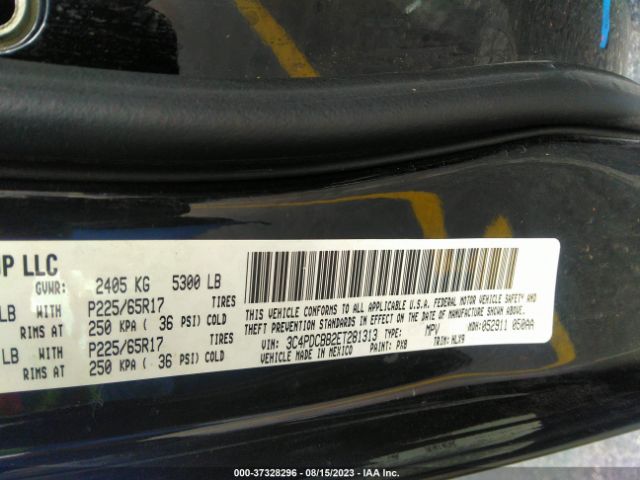 UP LLC
GVWR: 2405 KG 5300 LB
LB WITH P225/65R17 TIRES
RIMS AT 250 KPA ( 36 PSI) COLD
LB WITH P225/65R17 TIRES
RIMS AT 250 KPA ( 36 PSI) COLD
THIS VEHICLE CONFORMS TO ALL APPLICABLE U.S.A. FEDERAL MOTOR VEHICLE SAFETY AND
THEFT PREVENTION STANDARDS IN EFFECT ON THE DATE OF MANUFACTURE SHOWN ABOVE.
VIN: 3C4PDCBB2ET261313 TYPE: MPV MDH:052911 050AA
VEHICLE MADE IN MEXICO PAINT: PX8 TRIM: HLX9
000-37328296 - 08/15/2023 - IAA Inc.